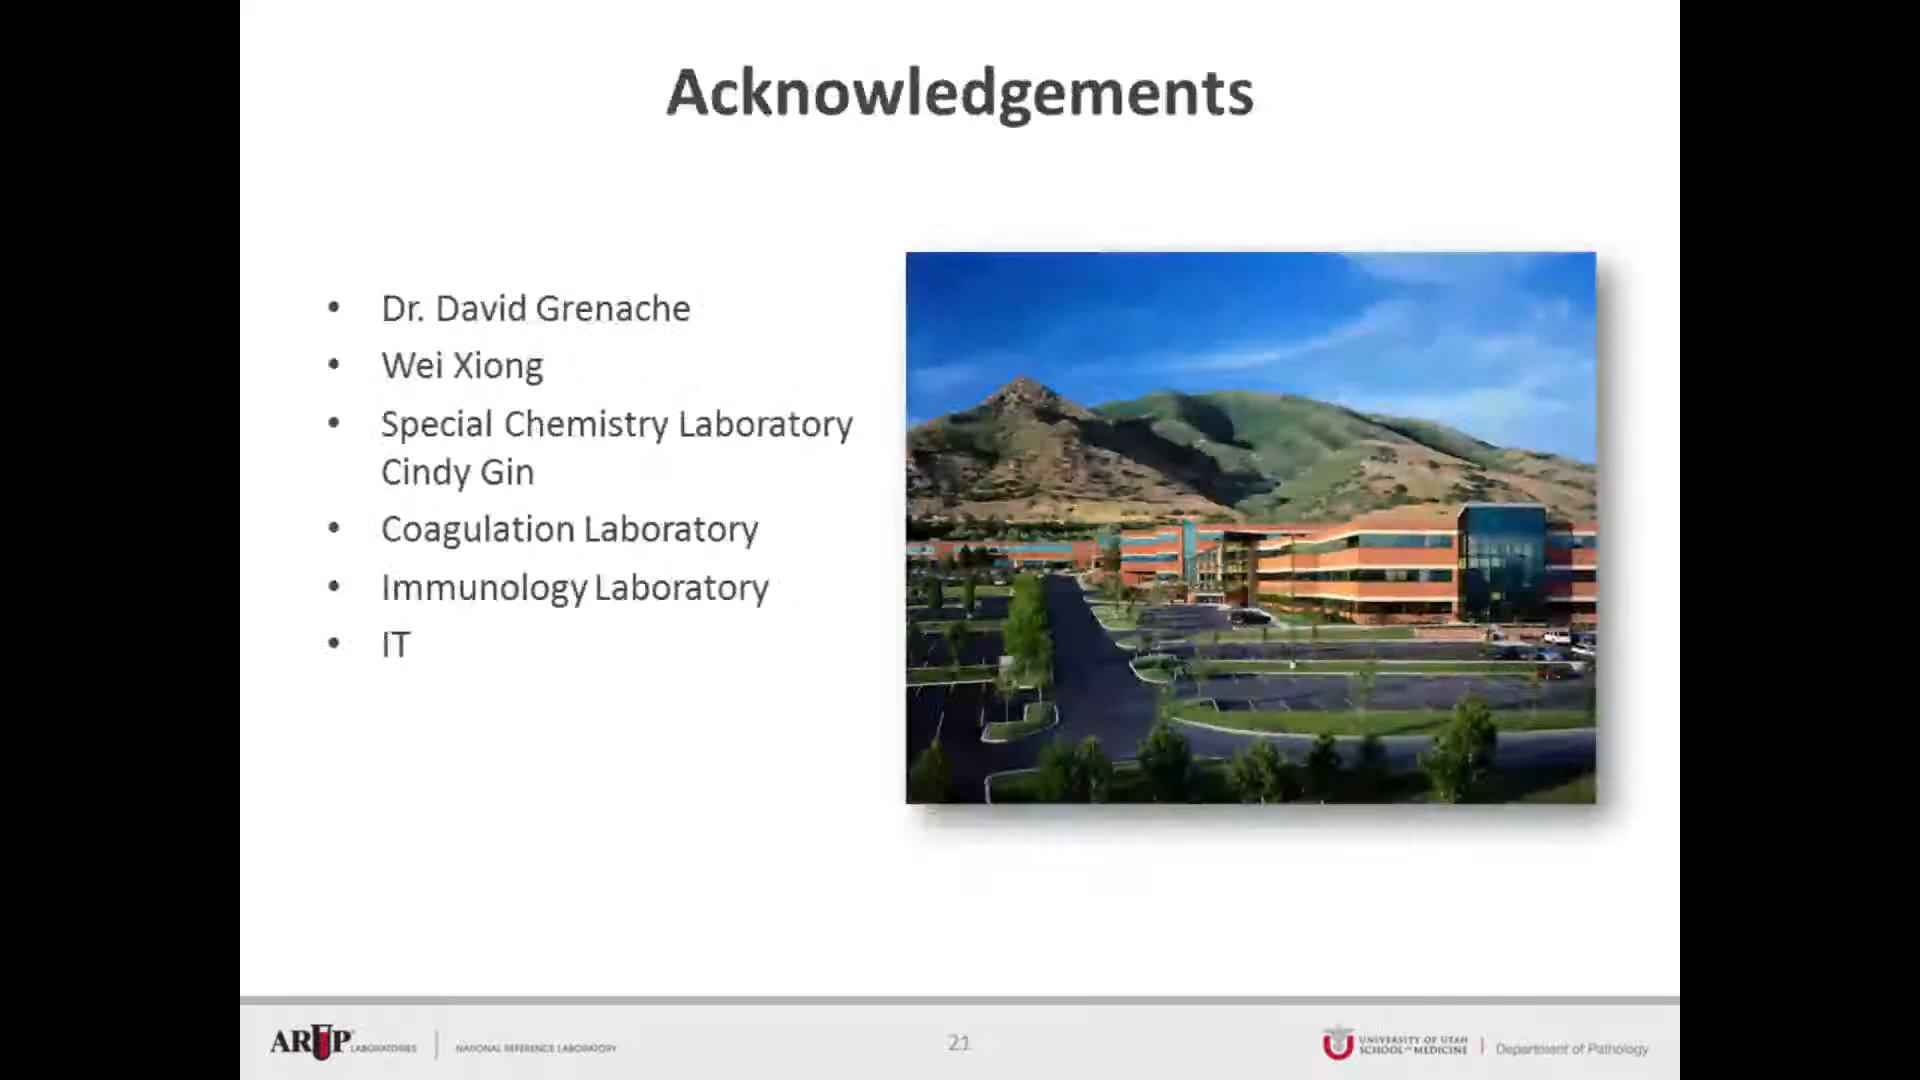 Acknowledgements
• Dr. David Grenache
• Wei Xiong
• Special Chemistry Laboratory
Cindy Gin
• Coagulation Laboratory
• Immunology Laboratory
• IT
ARUP LABORATORIES | NATIONAL REFERENCE LABORATORY
21
UNIVERSITY OF UTAH
SCHOOL OF MEDICINE | Department of Pathology